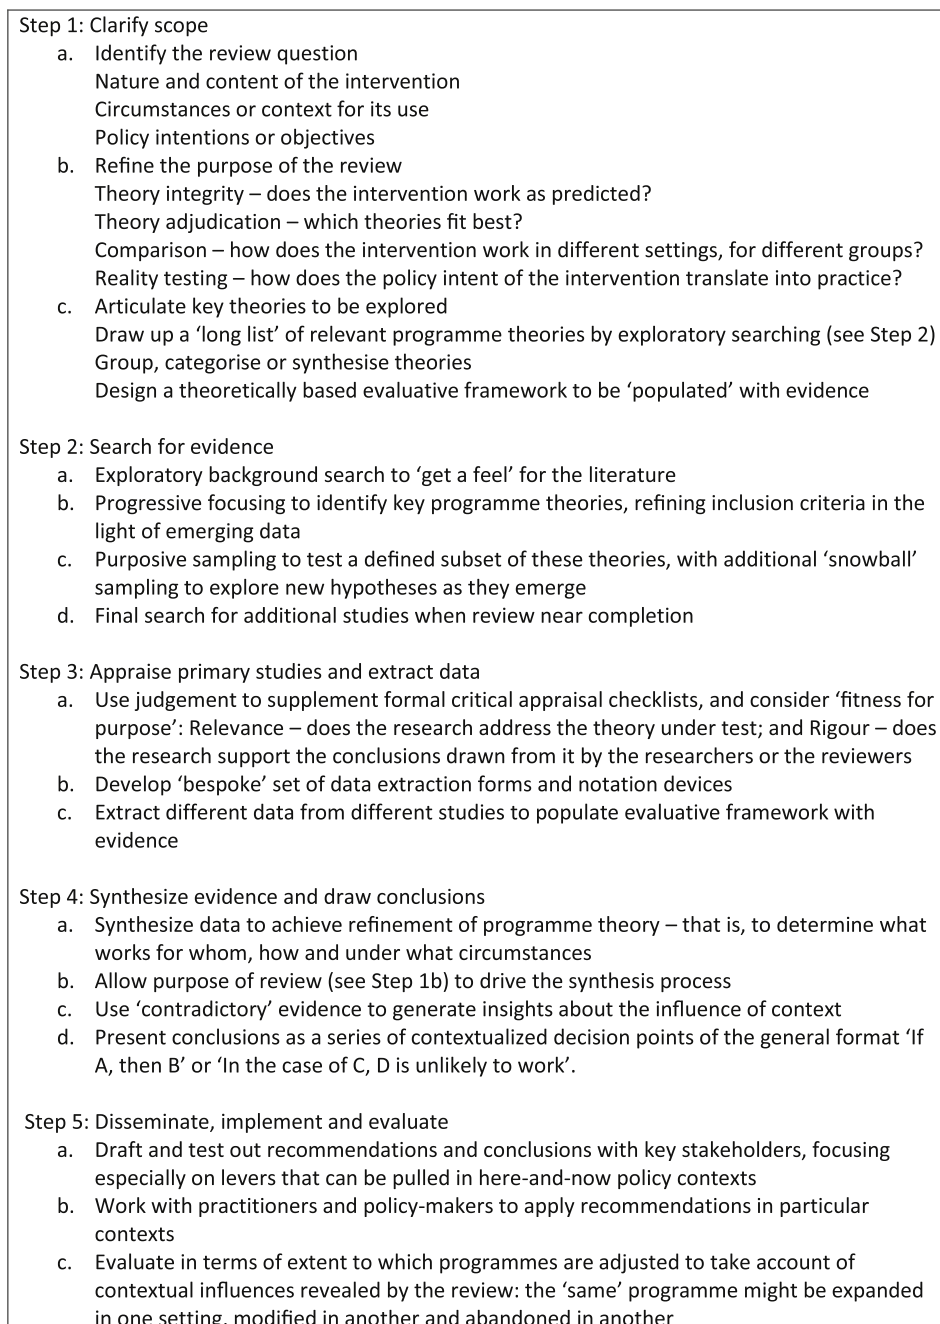 Step 1: Clarify scope
a. Identify the review question
Nature and content of the intervention
Circumstances or context for its use
Policy intentions or objectives
b. Refine the purpose of the review
Theory integrity – does the intervention work as predicted?
Theory adjudication – which theories fit best?
Comparison – how does the intervention work in different settings, for different groups?
Reality testing – how does the policy intent of the intervention translate into practice?
c. Articulate key theories to be explored
Draw up a ‘long list’ of relevant programme theories by exploratory searching (see Step 2)
Group, categorise or synthesise theories
Design a theoretically based evaluative framework to be ‘populated’ with evidence
Step 2: Search for evidence
a. Exploratory background search to ‘get a feel’ for the literature
b. Progressive focusing to identify key programme theories, refining inclusion criteria in the
light of emerging data
c. Purposive sampling to test a defined subset of these theories, with additional ‘snowball’
sampling to explore new hypotheses as they emerge
d. Final search for additional studies when review near completion
Step 3: Appraise primary studies and extract data
a. Use judgement to supplement formal critical appraisal checklists, and consider ‘fitness for
purpose’: Relevance – does the research address the theory under test; and Rigour – does
the research support the conclusions drawn from it by the researchers or the reviewers
b. Develop ‘bespoke’ set of data extraction forms and notation devices
c. Extract different data from different studies to populate evaluative framework with
evidence
Step 4: Synthesize evidence and draw conclusions
a. Synthesize data to achieve refinement of programme theory – that is, to determine what
works for whom, how and under what circumstances
b. Allow purpose of review (see Step 1b) to drive the synthesis process
c. Use ‘contradictory’ evidence to generate insights about the influence of context
d. Present conclusions as a series of contextualized decision points of the general format ‘If
A, then B’ or ‘In the case of C, D is unlikely to work’.
Step 5: Disseminate, implement and evaluate
a. Draft and test out recommendations and conclusions with key stakeholders, focusing
especially on levers that can be pulled in here-and-now policy contexts
b. Work with practitioners and policy-makers to apply recommendations in particular
contexts
c. Evaluate in terms of extent to which programmes are adjusted to take account of
contextual influences revealed by the review: the ‘same’ programme might be expanded
in one setting, modified in another and abandoned in another